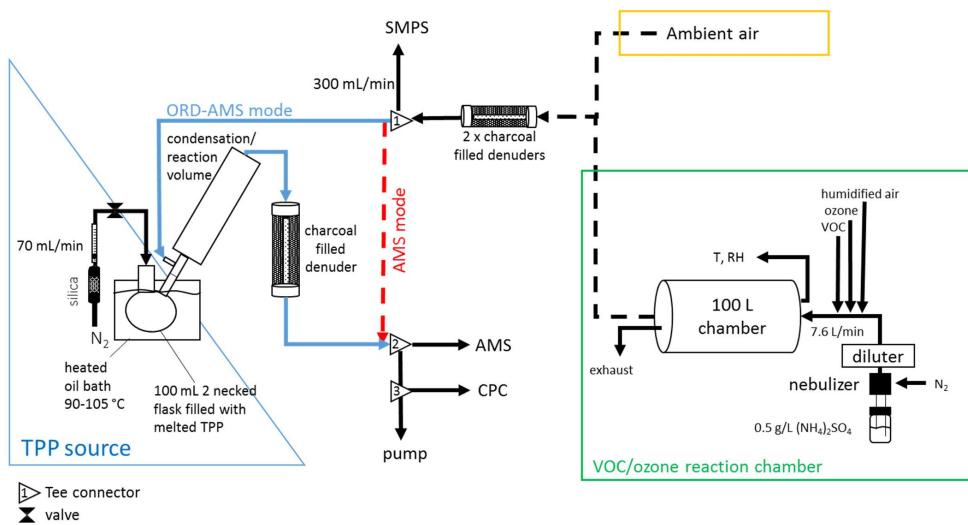 SMPS
Ambient air
300 mL/min
ORD-AMS mode
1
2 x charcoal
filled denuders
condensation/
reaction
volume
AMS mode
humidified air
ozone
VOC
70 mL/min
charcoal
filled
denuder
T, RH
silica
100 L
chamber
7.6 L/min
N2
2
AMS
diluter
exhaust
heated
oil bath
90-105 °C
100 mL 2 necked
flask filled with
melted TPP
3
CPC
nebulizer
N2
0.5 g/L (NH4)2SO4
TPP source
pump
VOC/ozone reaction chamber
1 Tee connector
valve